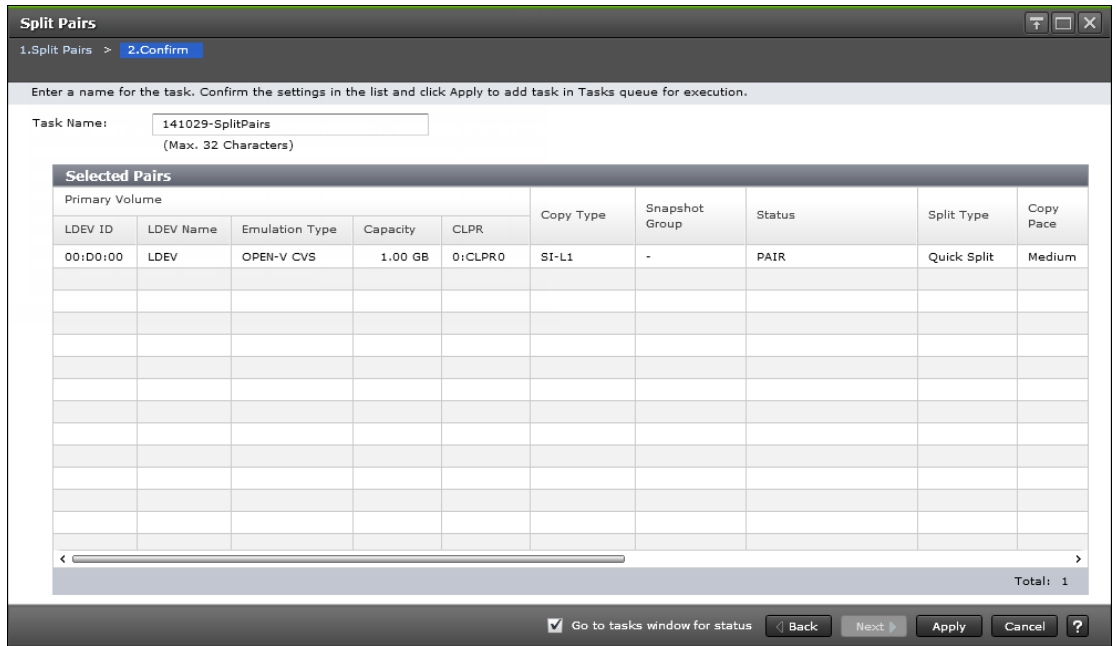 Split Pairs
1.Split Pairs > 2.Confirm
Enter a name for the task. Confirm the settings in the list and click Apply to add task in Tasks queue for execution.
Task Name: 141029-SplitPairs
(Max. 32 Characters)
Selected Pairs
Primary Volume Copy Type Snapshot Group Status Split Type Copy Pace
LDEV ID LDEV Name Emulation Type Capacity CLPR
00:D0:00 LDEV OPEN-V CVS 1.00 GB 0:CLPR0 SI-L1 - PAIR Quick Split Medium
Total: 1
Go to tasks window for status Back Next Apply Cancel ?